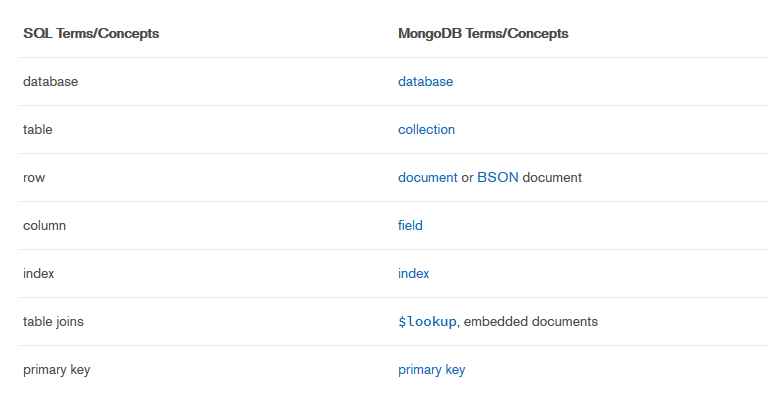 SQL Terms/Concepts MongoDB Terms/Concepts
database database
table collection
row document or BSON document
column field
index index
table joins $lookup, embedded documents
primary key primary key